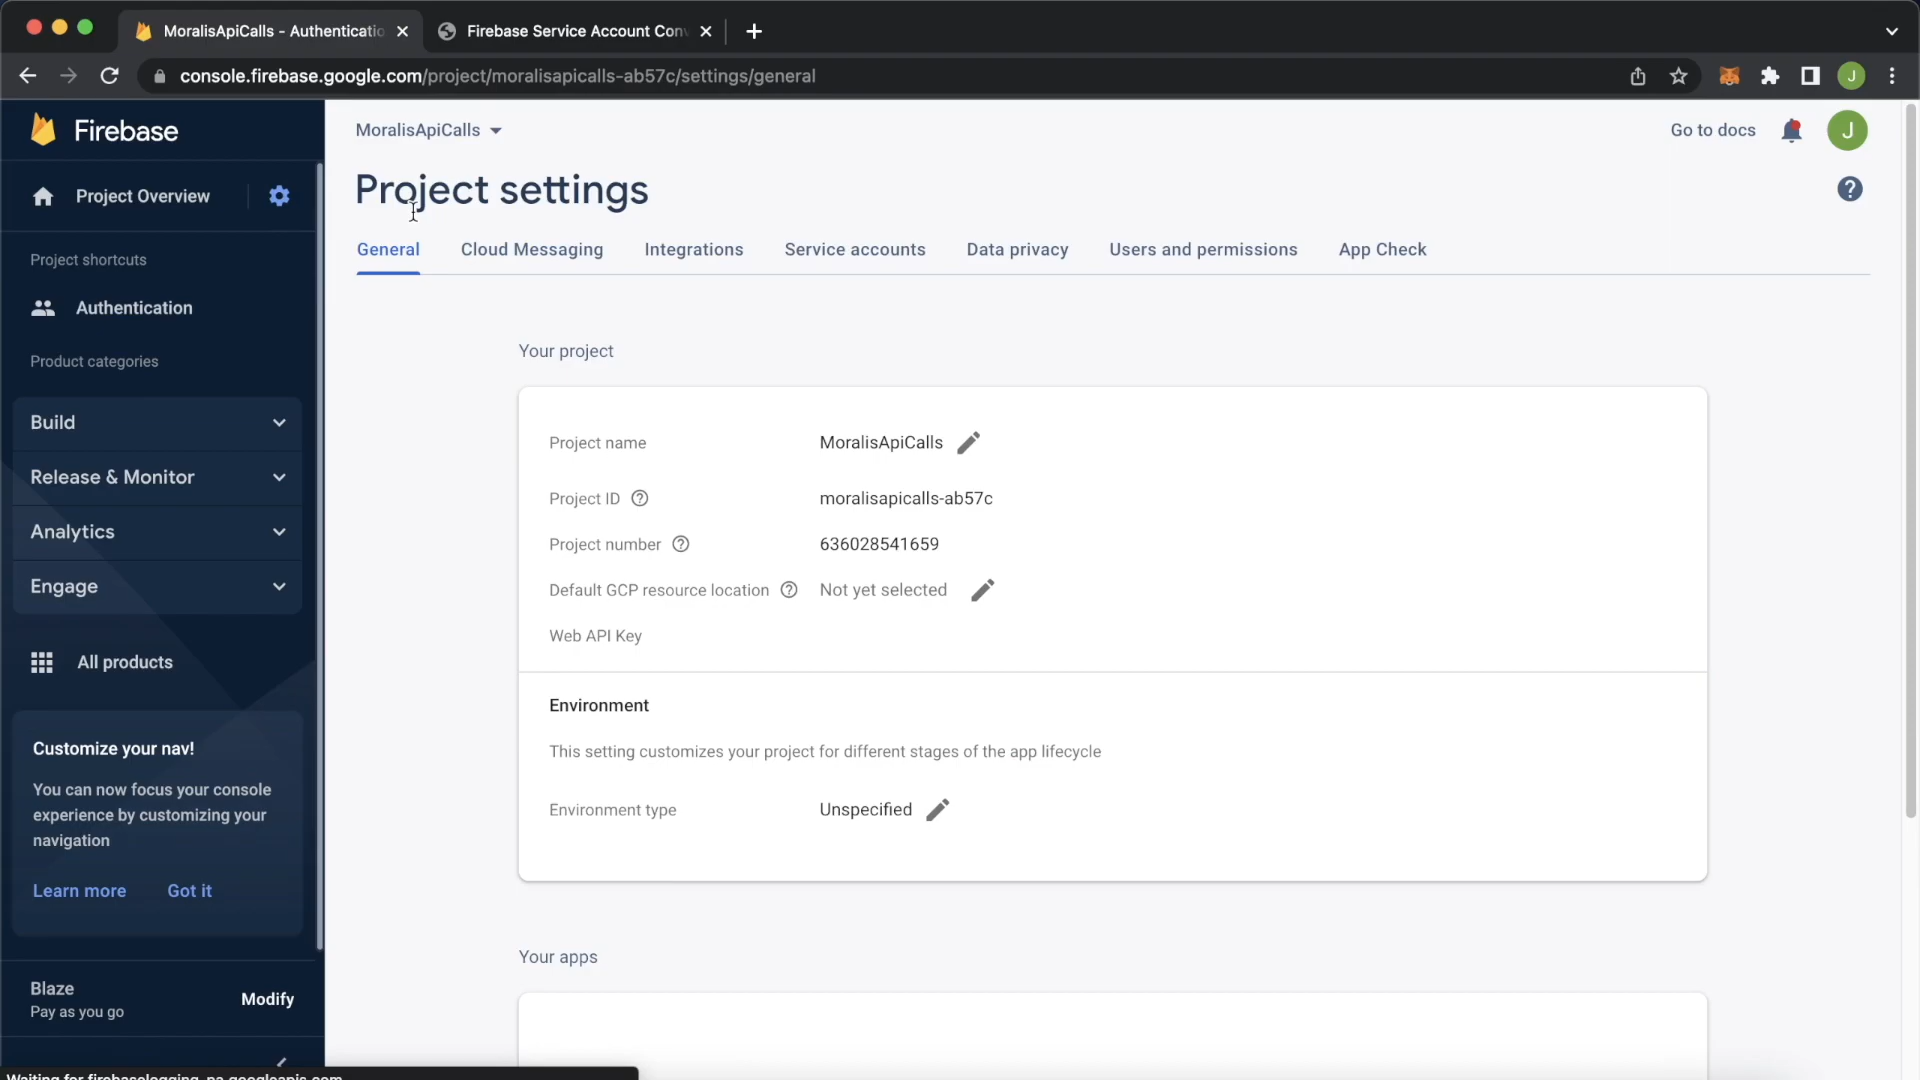 MoralisApiCalls - Authenticatio
Firebase Service Account Conv
console.firebase.google.com/project/moralisapicalls-ab57c/settings/general
J
Firebase
MoralisApiCalls
Go to docs
J
Project Overview
Project settings
General
Cloud Messaging
Integrations
Service accounts
Data privacy
Users and permissions
App Check
Project shortcuts
Authentication
Product categories
Build
Release & Monitor
Analytics
Engage
All products
Customize your nav!
You can now focus your console
experience by customizing your
navigation
Learn more
Got it
Blaze
Pay as you go
Modify
Your project
Project name
MoralisApiCalls
Project ID
moralisapicalls-ab57c
Project number
636028541659
Default GCP resource location
Not yet selected
Web API Key
Environment
This setting customizes your project for different stages of the app lifecycle
Environment type
Unspecified
Your apps
Waiting for firebaselogging-pa.googleapis.com